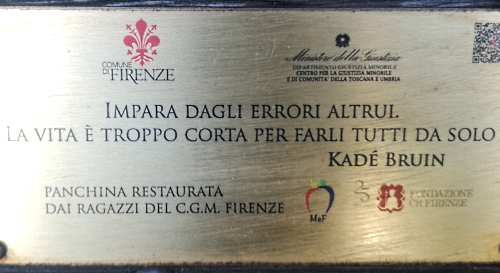 COMUNE
DI FIRENZE
Ministero della Giustizia
DIPARTIMENTO GIUSTIZIA MINORILE
CENTRO PER LA GIUSTIZIA MINORILE
E DI COMUNITA' DELLA TOSCANA E UMBRIA
IMPARA DAGLI ERRORI ALTRUI.
LA VITA È TROPPO CORTA PER FARLI TUTTI DA SOLO
KADÉ BRUIN
PANCHINA RESTAURATA
DAI RAGAZZI DEL C.G.M. FIRENZE
MeF
25
FONDAZIONE
CR FIRENZE